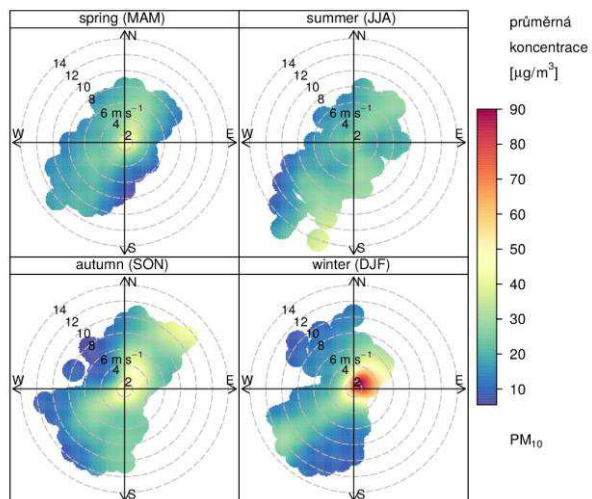 spring (MAM)
N
14
12
10
8
6 m s⁻¹
4
2
W
E
S
summer (JJA)
N
14
12
10
8
6 m s⁻¹
4
2
W
E
S
autumn (SON)
N
14
12
10
8
6 m s⁻¹
4
2
W
E
S
winter (DJF)
N
14
12
10
8
6 m s⁻¹
4
2
W
E
S
průměrná
koncentrace
[µg/m³]
90
80
70
60
50
40
30
20
10
PM₁₀